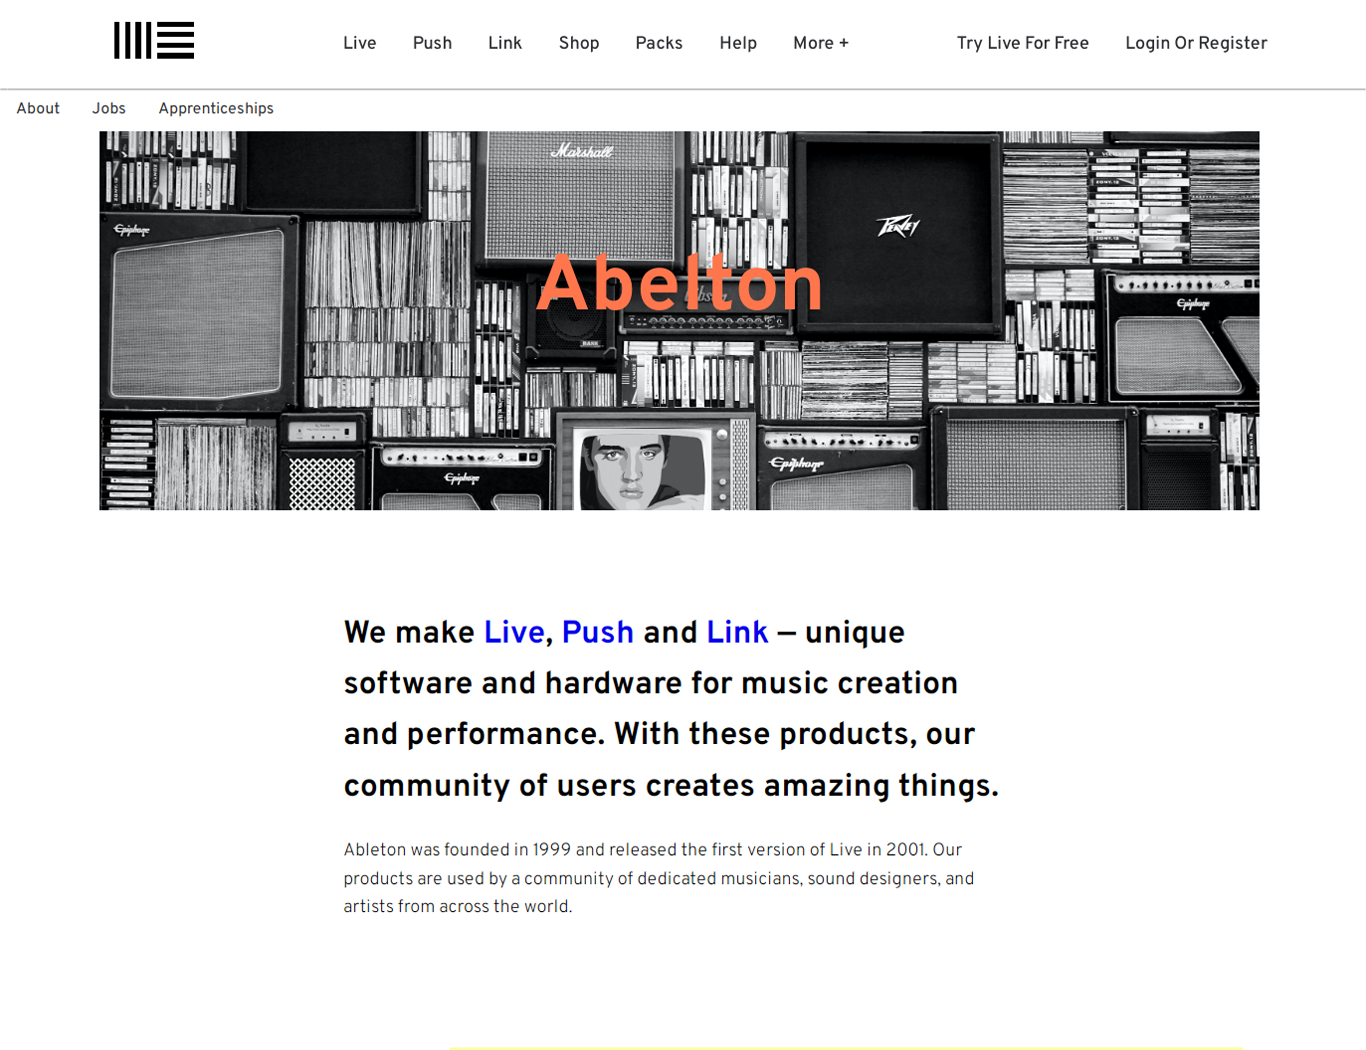 Live Push Link Shop Packs Help More + Try Live For Free Login Or Register
About Jobs Apprenticeships
Marshall
Peavey
Epiphone
Abelton
Gibson
Epiphone
BASK
Epiphone
Epiphone
We make Live, Push and Link – unique
software and hardware for music creation
and performance. With these products, our
community of users creates amazing things.
Ableton was founded in 1999 and released the first version of Live in 2001. Our
products are used by a community of dedicated musicians, sound designers, and
artists from across the world.